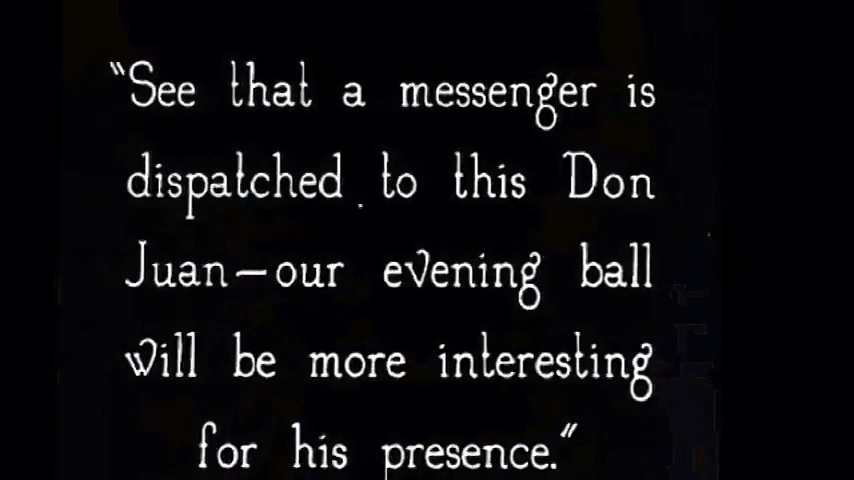 “See that a messenger is
dispatched to this Don
Juan—our evening ball
will be more interesting
for his presence.”